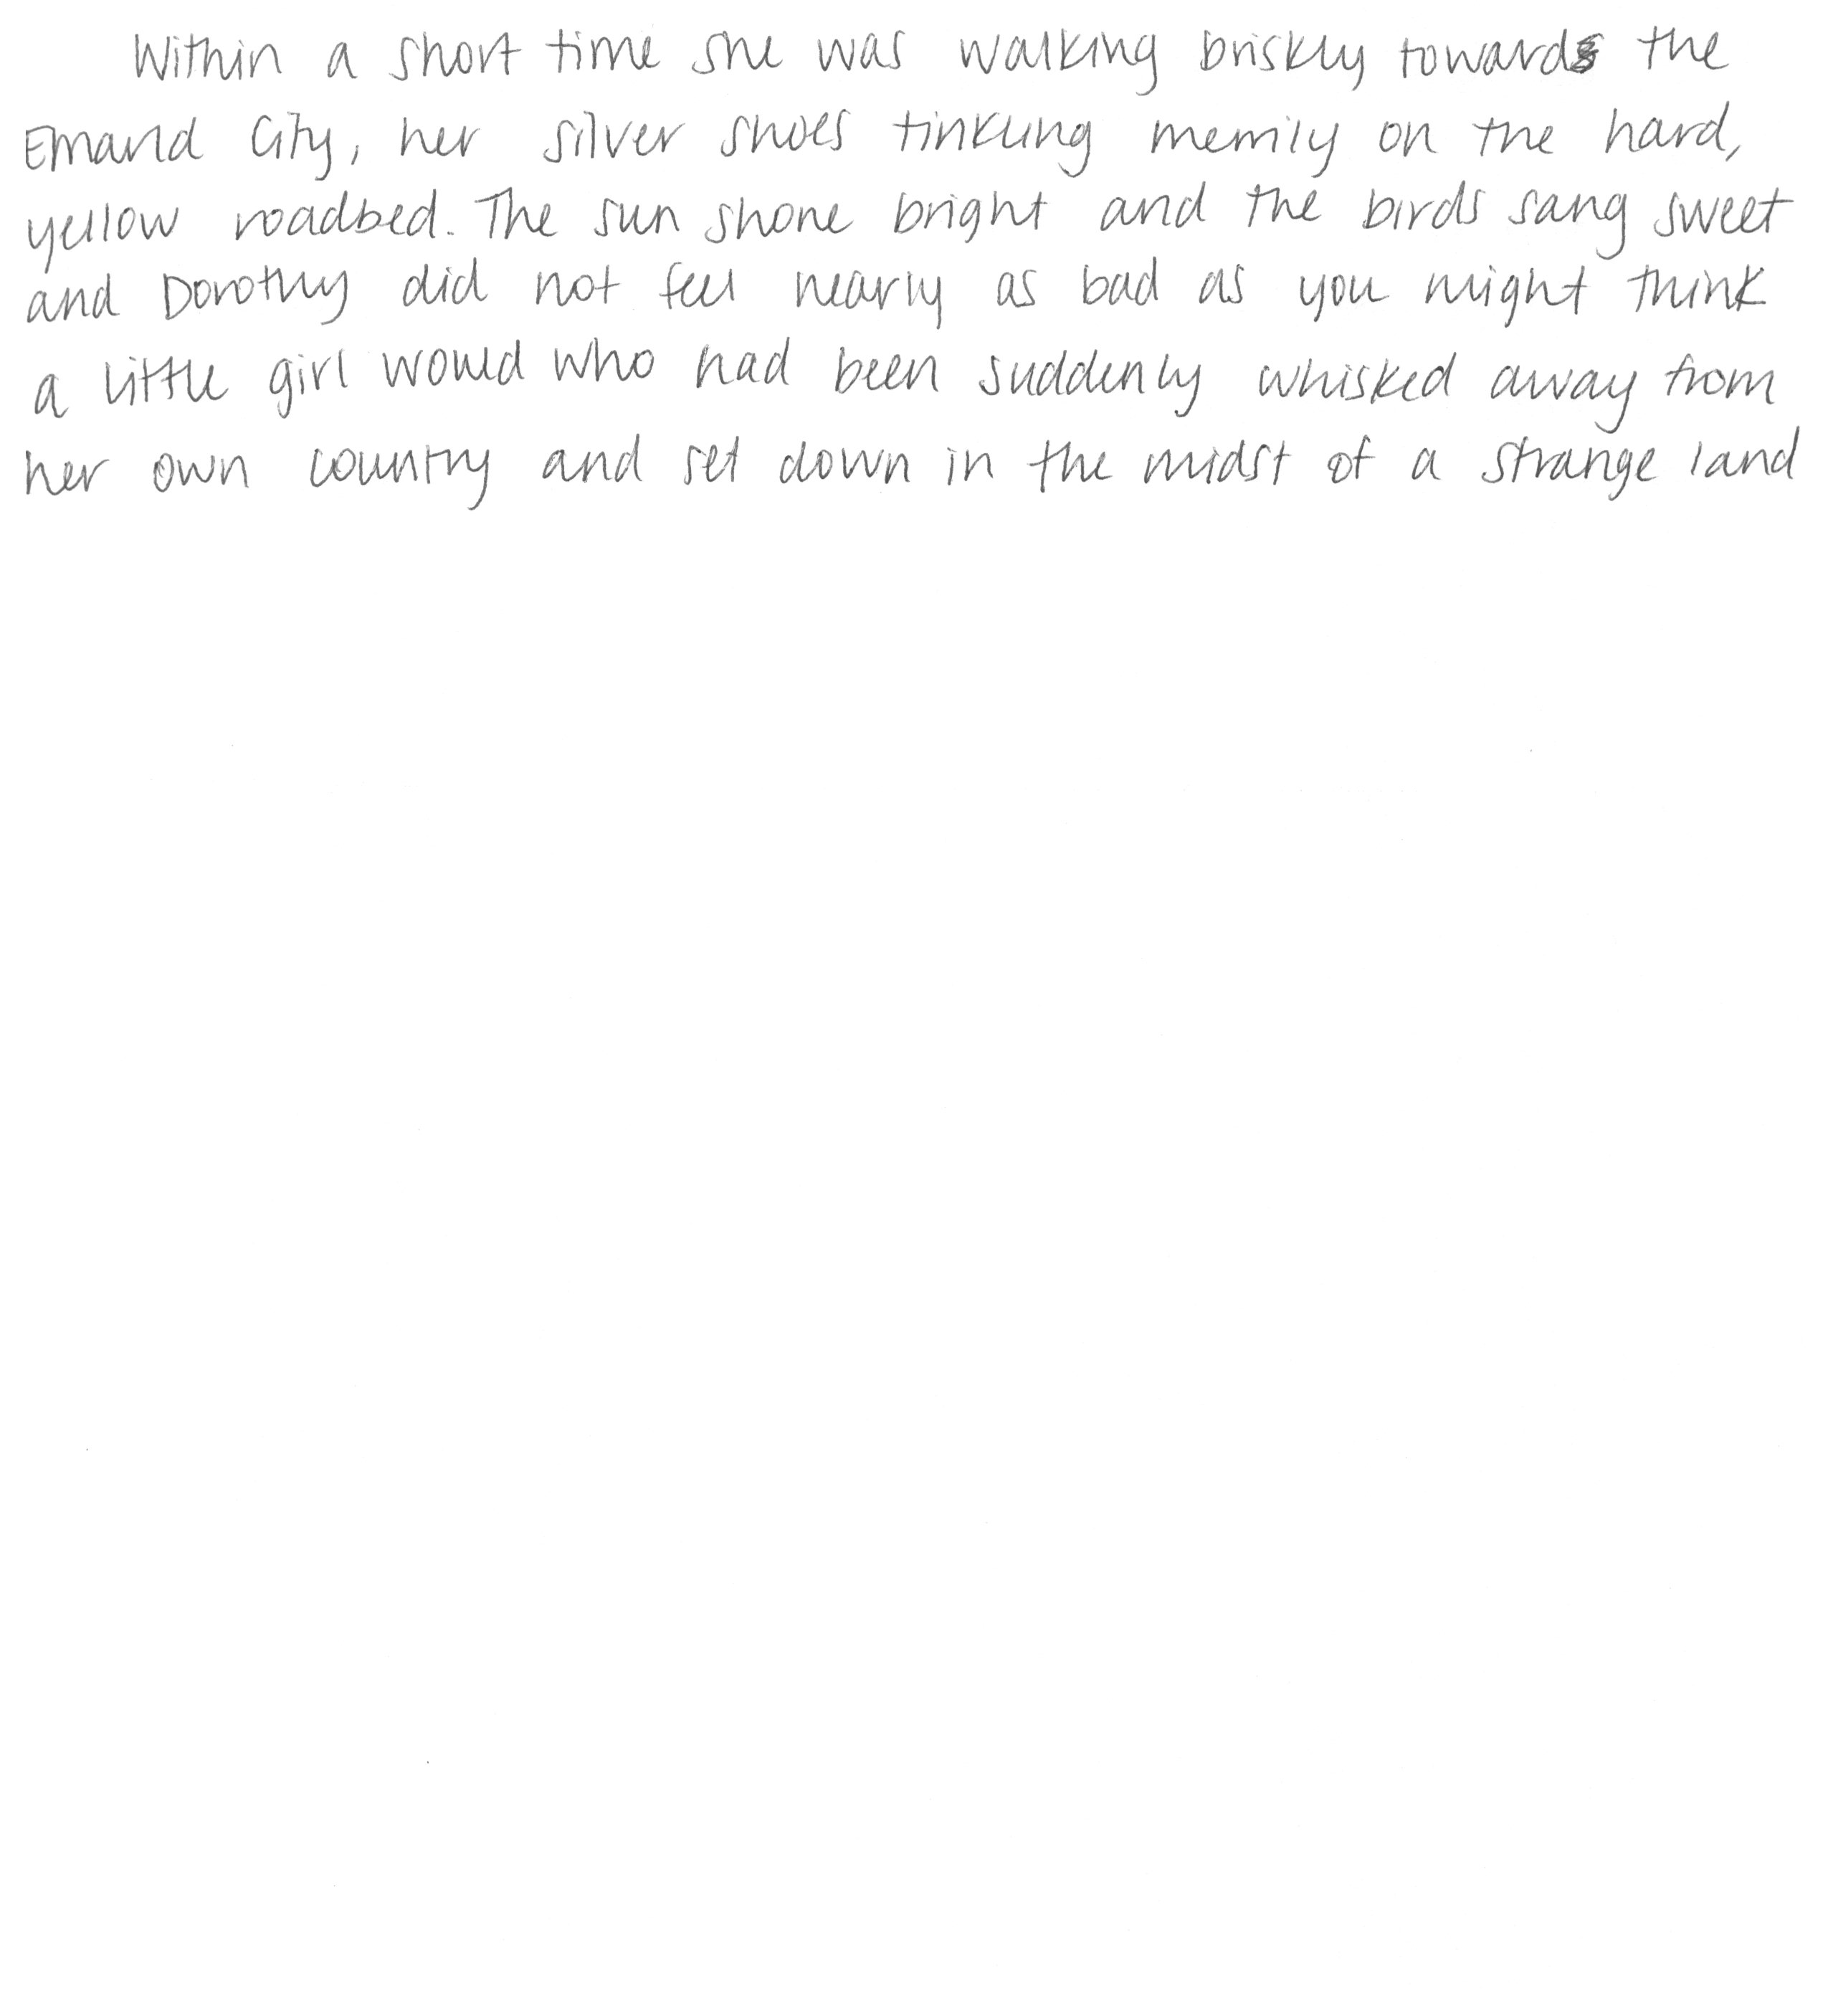 Within a short time she was walking briskly towards the
Emarld City, her silver shoes tinkling merrily on the hard,
yellow roadbed. The sun shone bright and the birds sang sweet
and Dorothy did not feel nearly as bad as you might think
a little girl would who had been suddenly whisked away from
her own country and set down in the midst of a strange land